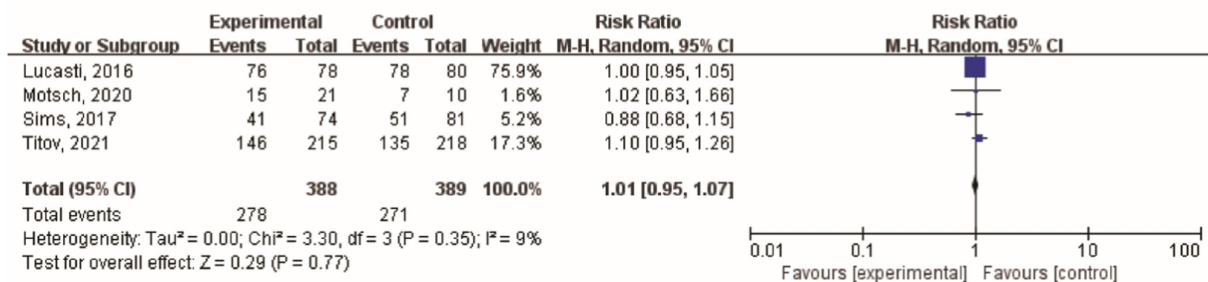 Experimental Control Risk Ratio Risk Ratio
Study or Subgroup Events Total Events Total Weight M-H, Random, 95% CI M-H, Random, 95% CI
Lucasti, 2016 76 78 78 80 75.9% 1.00 [0.95, 1.05]
Motsch, 2020 15 21 7 10 1.6% 1.02 [0.63, 1.66]
Sims, 2017 41 74 51 81 5.2% 0.88 [0.68, 1.15]
Titov, 2021 146 215 135 218 17.3% 1.10 [0.95, 1.26]
Total (95% CI) 388 389 100.0% 1.01 [0.95, 1.07]
Total events 278 271
Heterogeneity: Tau² = 0.00; Chi² = 3.30, df = 3 (P = 0.35); I² = 9%
Test for overall effect: Z = 0.29 (P = 0.77)
0.01 0.1 1 10 100
Favours [experimental] Favours [control]